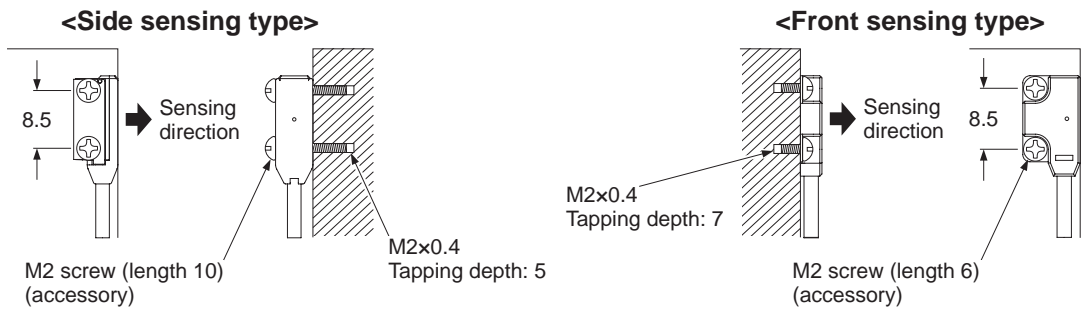 <Side sensing type>
8.5
Sensing
direction
M2 screw (length 10)
(accessory)
M2×0.4
Tapping depth: 5
<Front sensing type>
Sensing
direction
8.5
M2×0.4
Tapping depth: 7
M2 screw (length 6)
(accessory)